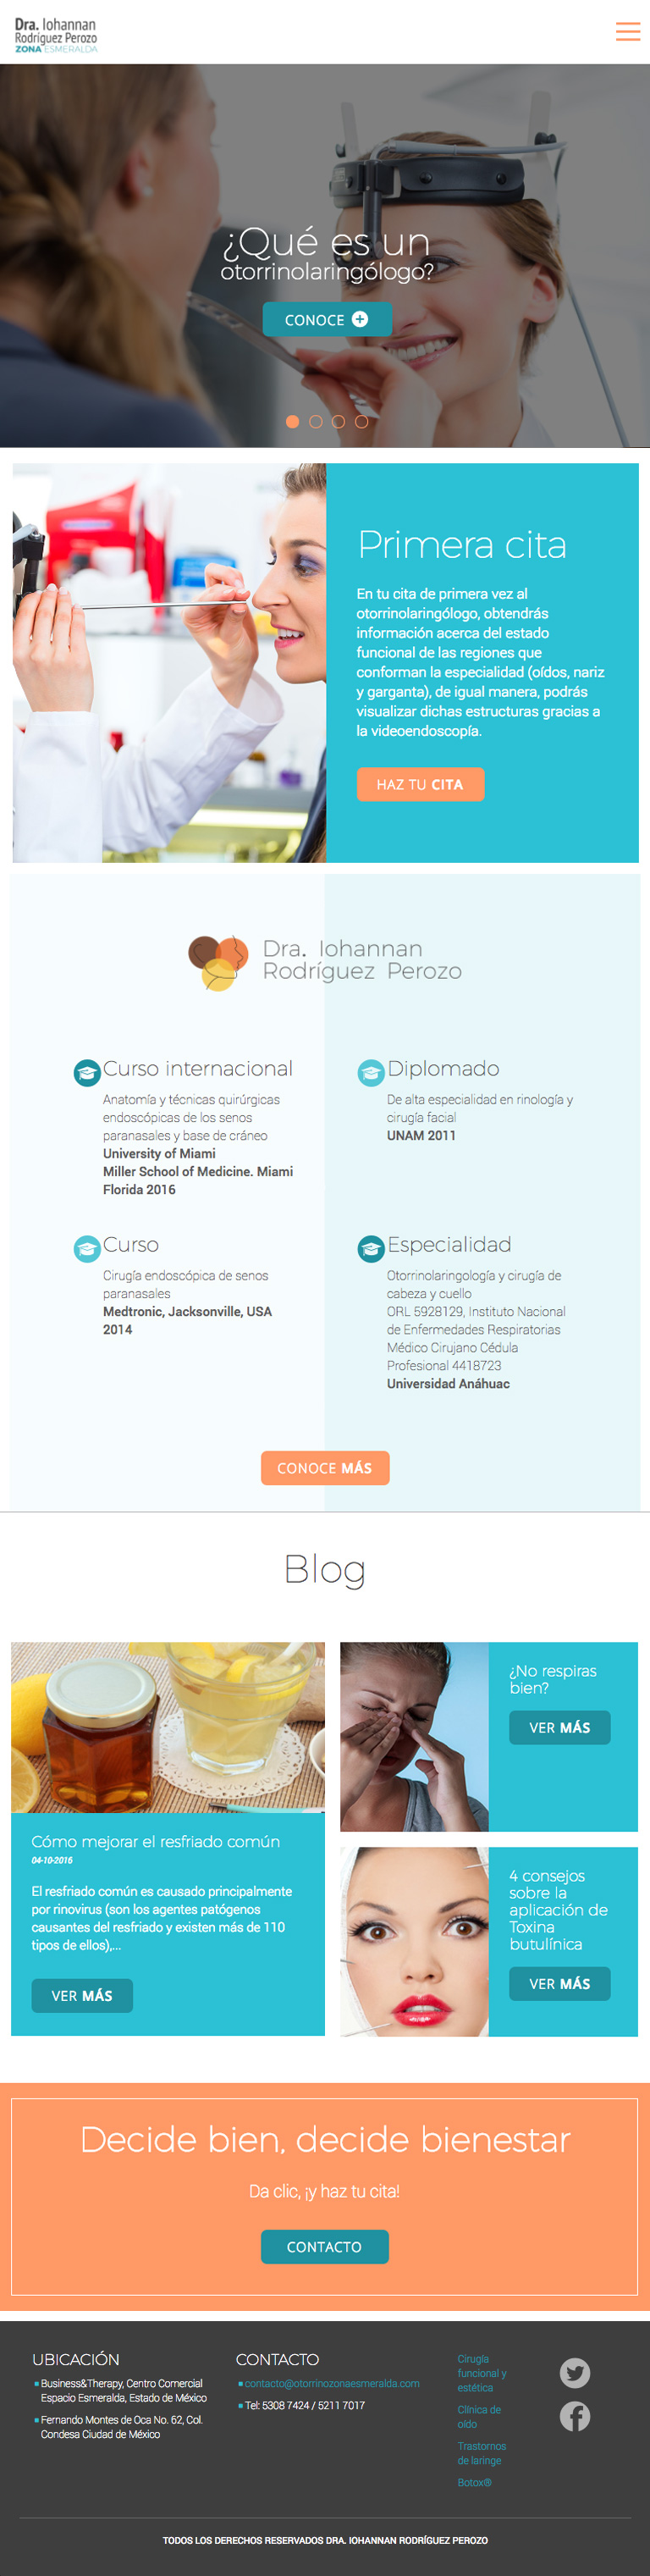 Dra. Iohannan
Rodríguez Perozo
ZONA ESMERALDA
¿Qué es un
otorrinolaringólogo?
CONOCE
Primera cita
En tu cita de primera vez al
otorrinolaringólogo, obtendrás
información acerca del estado
funcional de las regiones que
conforman la especialidad (oídos, nariz
y garganta), de igual manera, podrás
visualizar dichas estructuras gracias a
la videoendoscopía.
HAZ TU CITA
Dra. Iohannan
Rodríguez Perozo
Curso internacional
Anatomía y técnicas quirúrgicas
endoscópicas de los senos
paranasales y base de cráneo
University of Miami
Miller School of Medicine. Miami
Florida 2016
Diplomado
De alta especialidad en rinología y
cirugía facial
UNAM 2011
Curso
Cirugía endoscópica de senos
paranasales
Medtronic, Jacksonville, USA
2014
Especialidad
Otorrinolaringología y cirugía de
cabeza y cuello
ORL 5928129, Instituto Nacional
de Enfermedades Respiratorias
Médico Cirujano Cédula
Profesional 4418723
Universidad Anáhuac
CONOCE MÁS
Blog
Cómo mejorar el resfriado común
04-10-2016
El resfriado común es causado principalmente
por rinovirus (son los agentes patógenos
causantes del resfriado y existen más de 110
tipos de ellos),...
VER MÁS
¿No respiras
bien?
VER MÁS
4 consejos
sobre la
aplicación de
Toxina
butulínica
VER MÁS
Decide bien, decide bienestar
Da clic, ¡y haz tu cita!
CONTACTO
UBICACIÓN
Business&Therapy, Centro Comercial
Espacio Esmeralda, Estado de México
Fernando Montes de Oca No. 62, Col.
Condesa Ciudad de México
CONTACTO
contacto@otorrinozonaesmeralda.com
Tel: 5308 7424 / 5211 7017
Cirugía
funcional y
estética
Clínica de
oído
Trastornos
de laringe
Botox®
TODOS LOS DERECHOS RESERVADOS DRA. IOHANNAN RODRÍGUEZ PEROZO